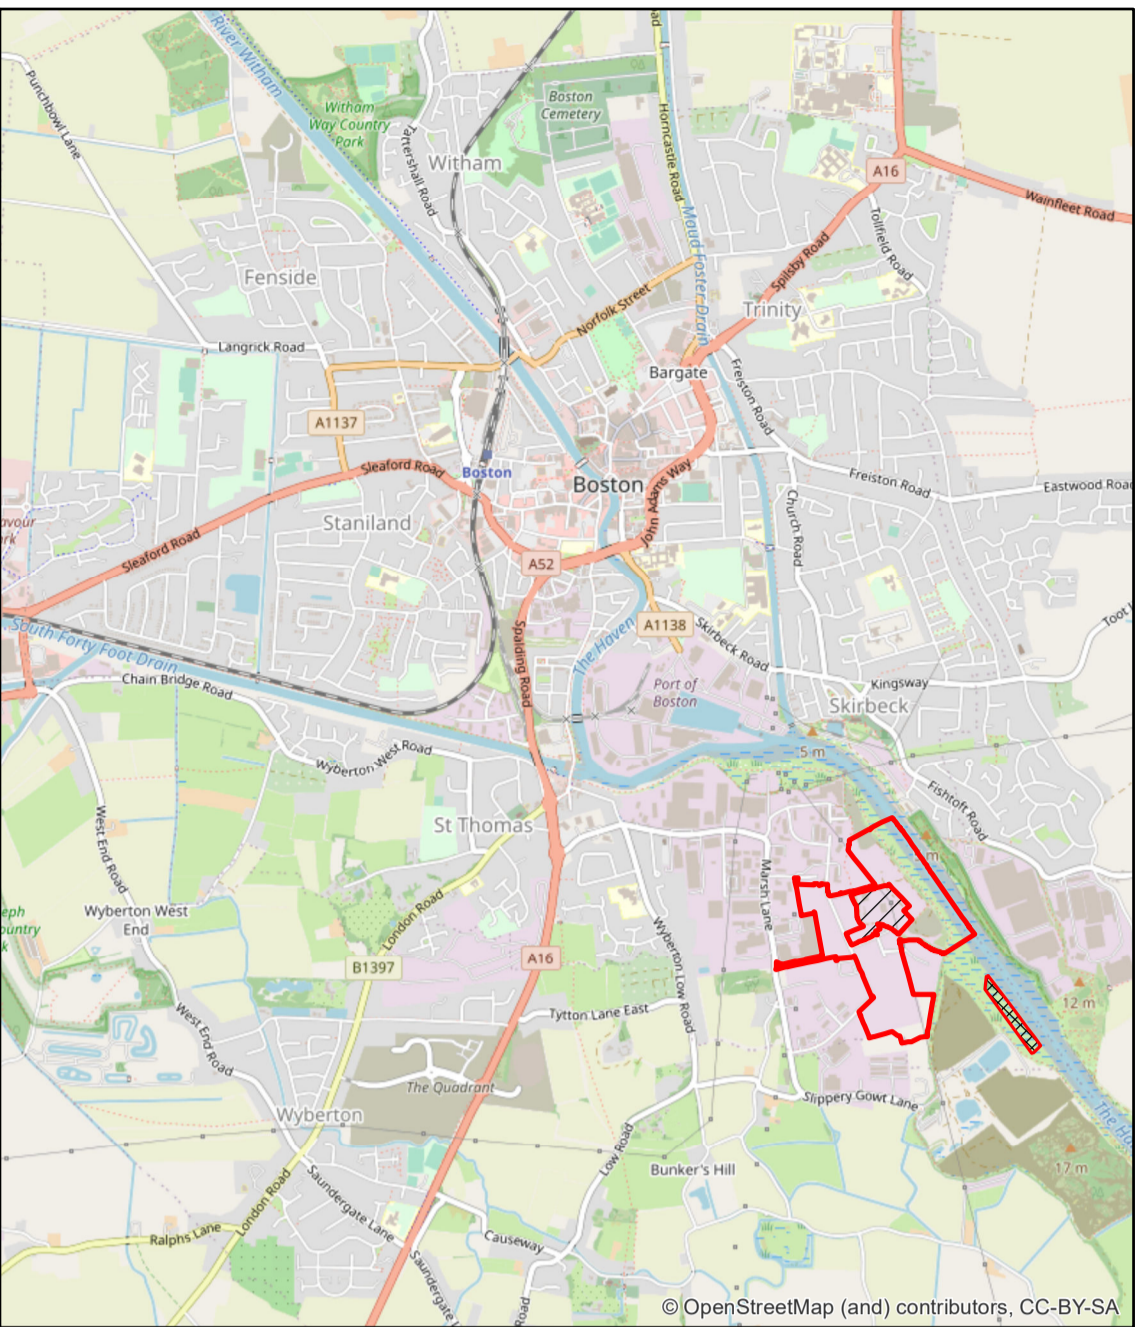 River Witham
Punchbowl Lane
Witham
Way Country
Park
Tattershall Road
Witham
Boston
Cemetery
Horncastle Road
Maud Foster Drain
A16
Wainfleet Road
Tollfield Road
Spilsby Road
Fenside
Norfolk Street
Trinity
Langrick Road
Bargate
Freiston Road
A1137
Sleaford Road
Boston
Boston
John Adams Way
Freiston Road
Eastwood Road
Staniland
Church Road
Sleaford Road
A52
South Forty Foot Drain
Spalding Road
The Haven
A1138
Skirbeck Road
Chain Bridge Road
Port of
Boston
Kingsway
Skirbeck
5 m
Wyberton West Road
Fishtoft Road
St Thomas
West End Road
Marsh Lane
m
Wyberton West
End
London Road
Wyberton Low Road
B1397
A16
12 m
West End Road
Tytton Lane East
The Quadrant
Slippery Gowt Lane
Wyberton
Low Road
Bunker's Hill
17 m
Saundergate Lane
London Road
Ralphs Lane
Causeway
Road
© OpenStreetMap (and) contributors, CC-BY-SA